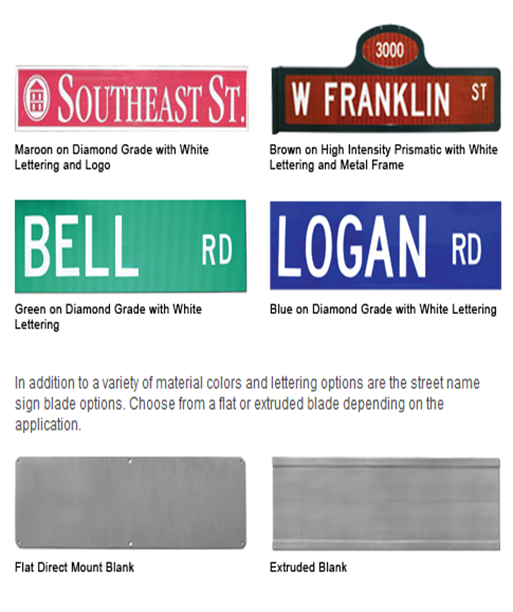 SOUTHEAST ST.
3000
W FRANKLIN ST
Maroon on Diamond Grade with White
Lettering and Logo
Brown on High Intensity Prismatic with White
Lettering and Metal Frame
BELL RD
LOGAN RD
Green on Diamond Grade with White
Lettering
Blue on Diamond Grade with White Lettering
In addition to a variety of material colors and lettering options are the street name
sign blade options. Choose from a flat or extruded blade depending on the
application.
Flat Direct Mount Blank
Extruded Blank